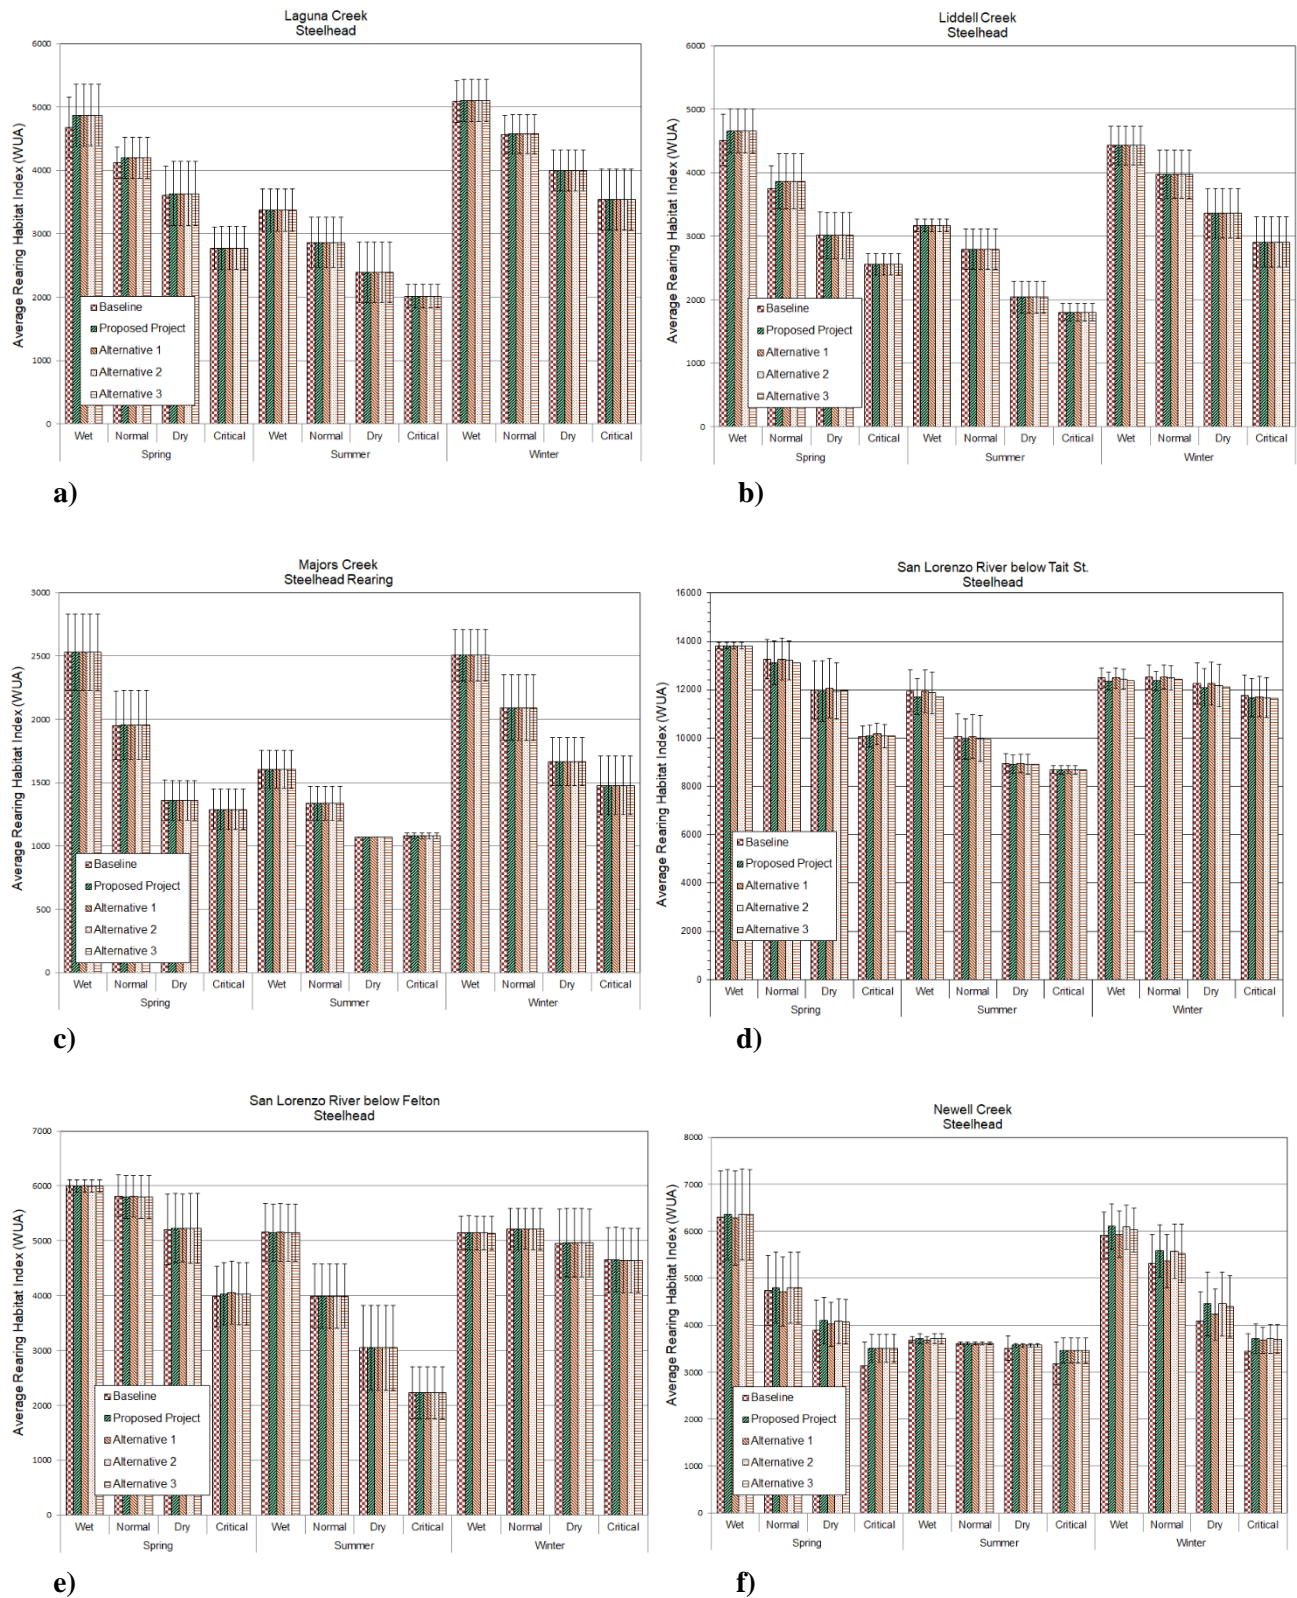 Laguna Creek
Steelhead
Average Rearing Habitat Index (WUA)
6000
5000
4000
3000
2000
1000
0
Baseline
Proposed Project
Alternative 1
Alternative 2
Alternative 3
Wet Normal Dry Critical Wet Normal Dry Critical Wet Normal Dry Critical
Spring Summer Winter
a)
Liddell Creek
Steelhead
Average Rearing Habitat Index (WUA)
6000
5000
4000
3000
2000
1000
0
Baseline
Proposed Project
Alternative 1
Alternative 2
Alternative 3
Wet Normal Dry Critical Wet Normal Dry Critical Wet Normal Dry Critical
Spring Summer Winter
b)
Majors Creek
Steelhead Rearing
Average Rearing Habitat Index (WUA)
3000
2500
2000
1500
1000
500
0
Baseline
Proposed Project
Alternative 1
Alternative 2
Alternative 3
Wet Normal Dry Critical Wet Normal Dry Critical Wet Normal Dry Critical
Spring Summer Winter
c)
San Lorenzo River below Tait St.
Steelhead
Average Rearing Habitat Index (WUA)
16000
14000
12000
10000
8000
6000
4000
2000
0
Baseline
Proposed Project
Alternative 1
Alternative 2
Alternative 3
Wet Normal Dry Critical Wet Normal Dry Critical Wet Normal Dry Critical
Spring Summer Winter
d)
San Lorenzo River below Felton
Steelhead
Average Rearing Habitat Index (WUA)
7000
6000
5000
4000
3000
2000
1000
0
Baseline
Proposed Project
Alternative 1
Alternative 2
Alternative 3
Wet Normal Dry Critical Wet Normal Dry Critical Wet Normal Dry Critical
Spring Summer Winter
e)
Newell Creek
Steelhead
Average Rearing Habitat Index (WUA)
8000
7000
6000
5000
4000
3000
2000
1000
0
Baseline
Proposed Project
Alternative 1
Alternative 2
Alternative 3
Wet Normal Dry Critical Wet Normal Dry Critical Wet Normal Dry Critical
Spring Summer Winter
f)